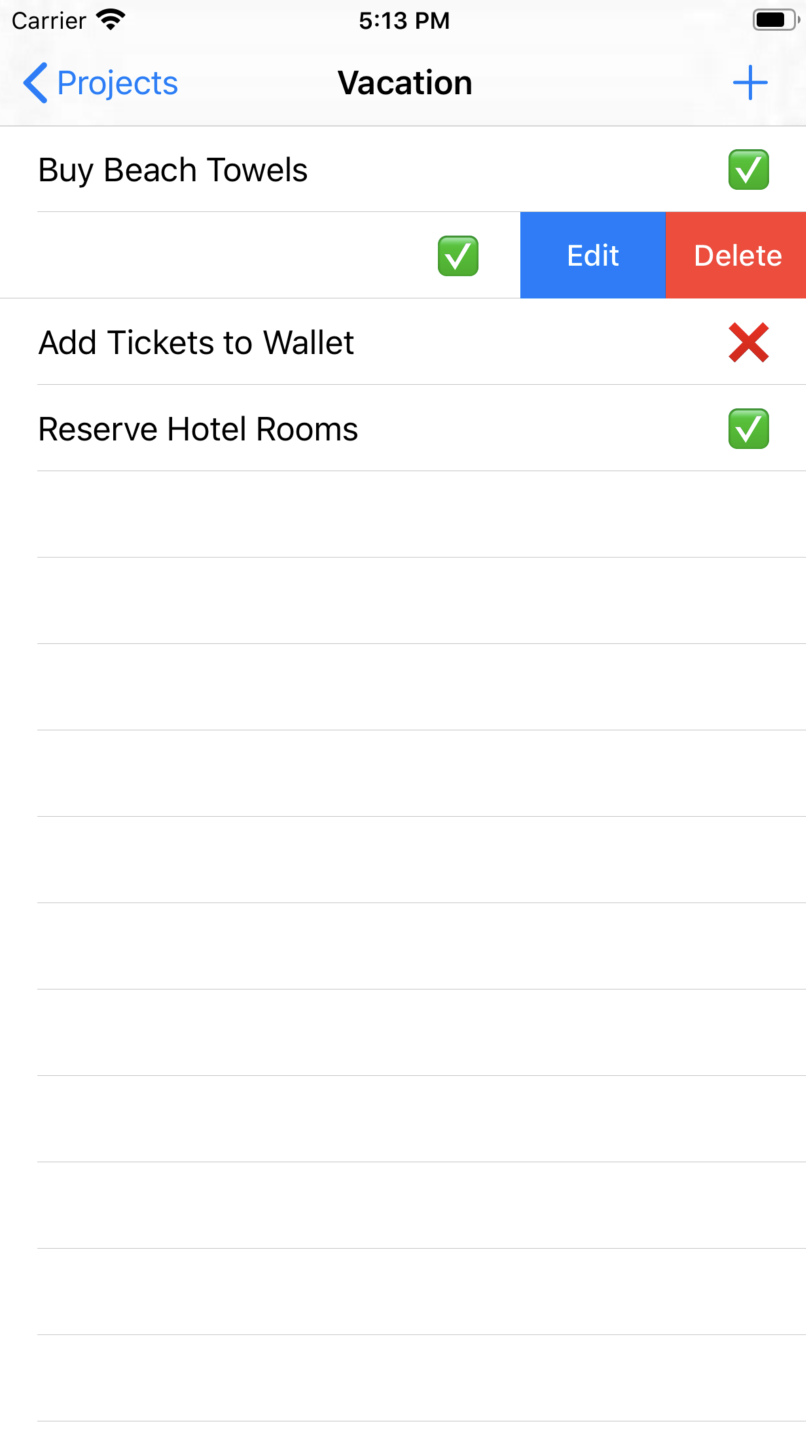 Carrier 5:13 PM
Projects Vacation +
Buy Beach Towels ✅
✅ Edit Delete
Add Tickets to Wallet ❌
Reserve Hotel Rooms ✅